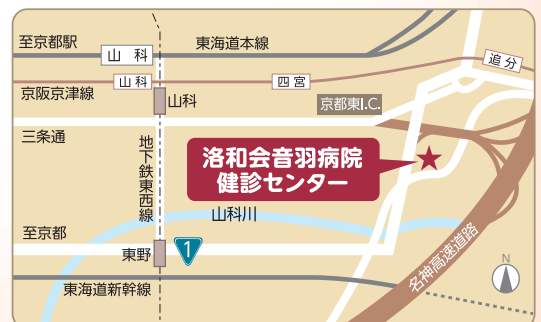 至京都駅
山科
東海道本線
追分
山科
四宮
京阪京津線
京都東I.C.
山科
三条通
地下鉄東西線
洛和会音羽病院
健診センター
山科川
至京都
1
東野
名神高速道路
N
東海道新幹線